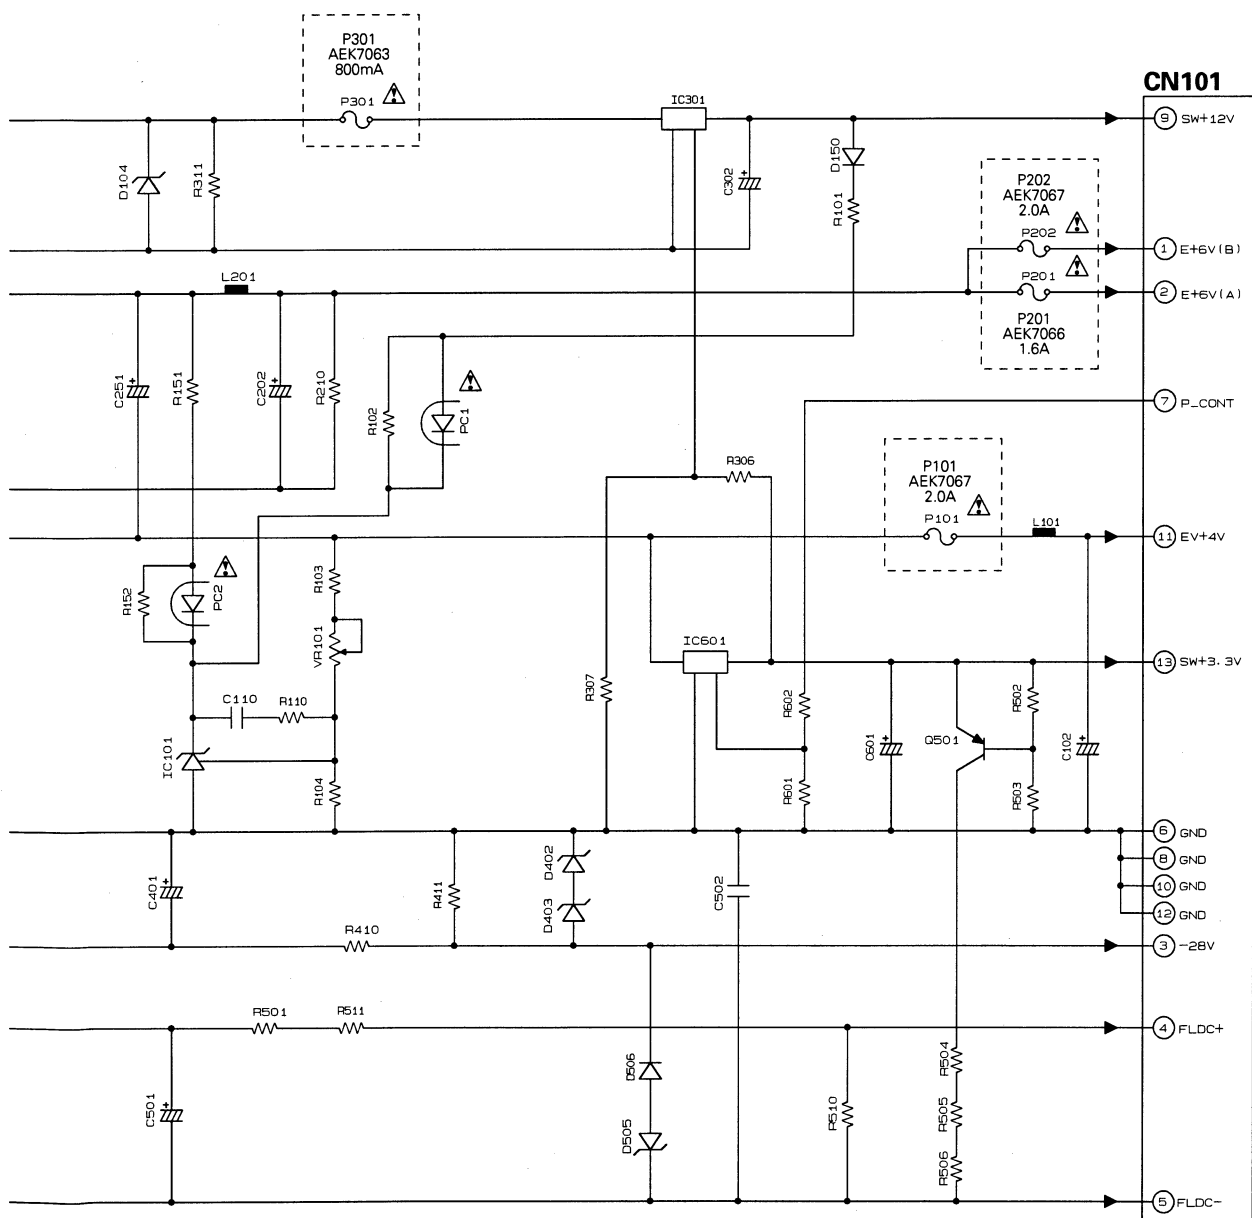 P301
AEK7063
800mA
P301
IC301
CN101
9 SW+12V
D104
R311
C302
D150
R101
P202
AEK7067
2.0A
P202
1 E+6V(B)
L201
P201
2 E+6V(A)
P201
AEK7066
1.6A
C251
R151
C202
R210
R102
PC1
7 P_CONT
R306
P101
AEK7067
2.0A
P101
L101
11 EV+4V
R152
PC2
R103
VR101
IC601
13 SW+3.3V
R307
R602
R502
C110
R110
C601
Q501
C102
IC101
R104
R601
R503
6 GND
D402
8 GND
C401
R411
C502
10 GND
D403
12 GND
R410
3 -28V
R501
R511
4 FLDC+
D506
R504
C501
D505
R510
R505
R506
5 FLDC-